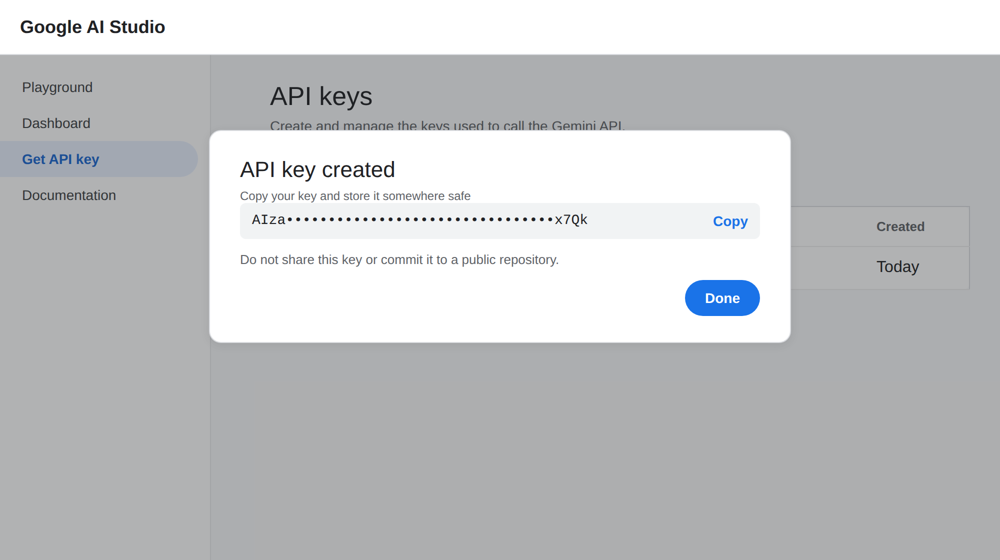 Google AI Studio
Playground
Dashboard
Get API key
Documentation
API keys
Create and manage the keys used to call the Gemini API.
API key created
Copy your key and store it somewhere safe
AIza••••••••••••••••••••••••••••••••x7Qk
Copy
Do not share this key or commit it to a public repository.
Done
Created
Today